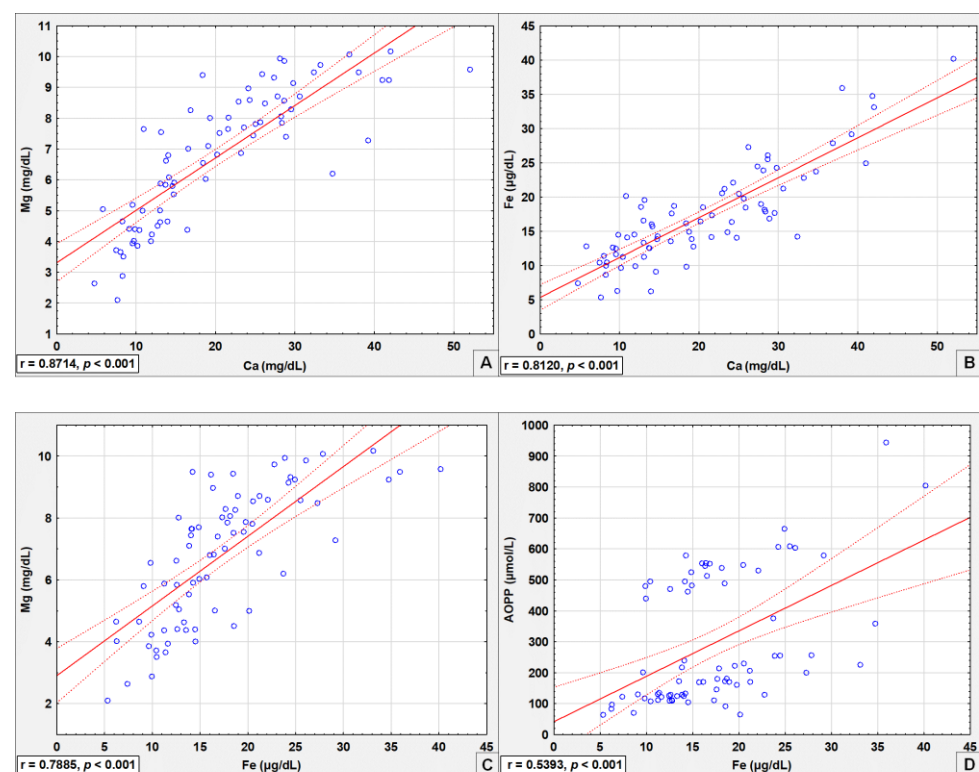 11
10
9
8
7
6
5
4
3
2
1
Mg (mg/dL)
0 10 20 30 40 50
Ca (mg/dL)
r = 0.8714, p < 0.001
A
45
40
35
30
25
20
15
10
5
0
Fe (µg/dL)
0 10 20 30 40 50
Ca (mg/dL)
r = 0.8120, p < 0.001
B
10
8
6
4
2
Mg (mg/dL)
0 5 10 15 20 25 30 35 40 45
Fe (µg/dL)
r = 0.7885, p < 0.001
C
1000
900
800
700
600
500
400
300
200
100
0
AOPP (µmol/L)
0 5 10 15 20 25 30 35 40 45
Fe (µg/dL)
r = 0.5393, p < 0.001
D